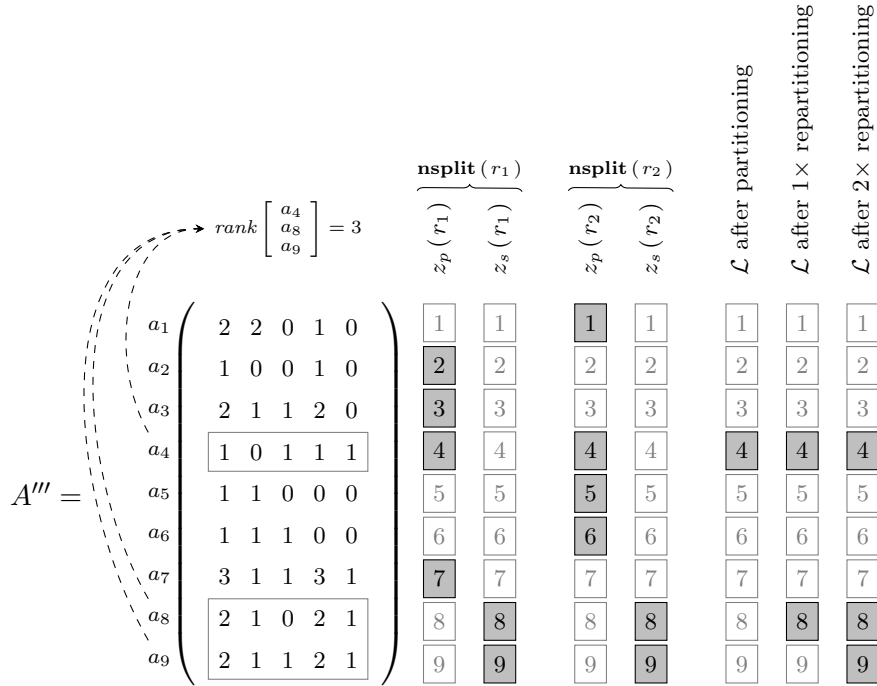 𝓛 after partitioning
𝓛 after 1× repartitioning
𝓛 after 2× repartitioning
nsplit (r₁) nsplit (r₂)
z_p (r₁) z_s (r₁) z_p (r₂) z_s (r₂)
rank [ a₄ a₈ a₉ ] = 3
a₁ 2 2 0 1 0 1 1 1 1 1 1 1
a₂ 1 0 0 1 0 2 2 2 2 2 2 2
a₃ 2 1 1 2 0 3 3 3 3 3 3 3
a₄ 1 0 1 1 1 4 4 4 4 4 4 4
A‴ =
a₅ 1 1 0 0 0 5 5 5 5 5 5 5
a₆ 1 1 1 0 0 6 6 6 6 6 6 6
a₇ 3 1 1 3 1 7 7 7 7 7 7 7
a₈ 2 1 0 2 1 8 8 8 8 8 8 8
a₉ 2 1 1 2 1 9 9 9 9 9 9 9